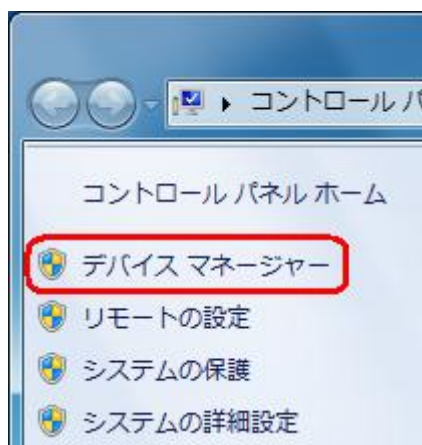 コントロール パ
コントロール パネル ホーム
デバイス マネージャー
リモートの設定
システムの保護
システムの詳細設定